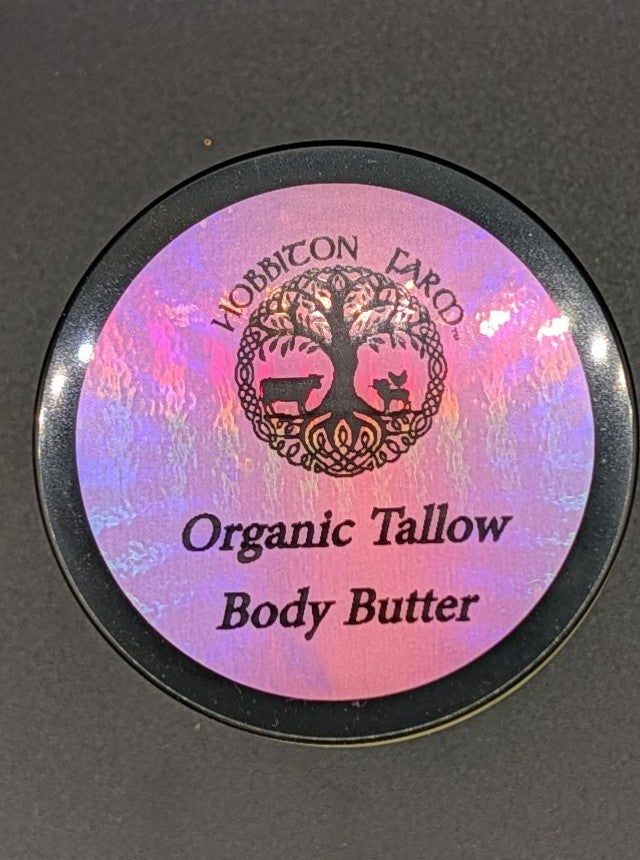 HOBBITON FARM™
Organic Tallow
Body Butter